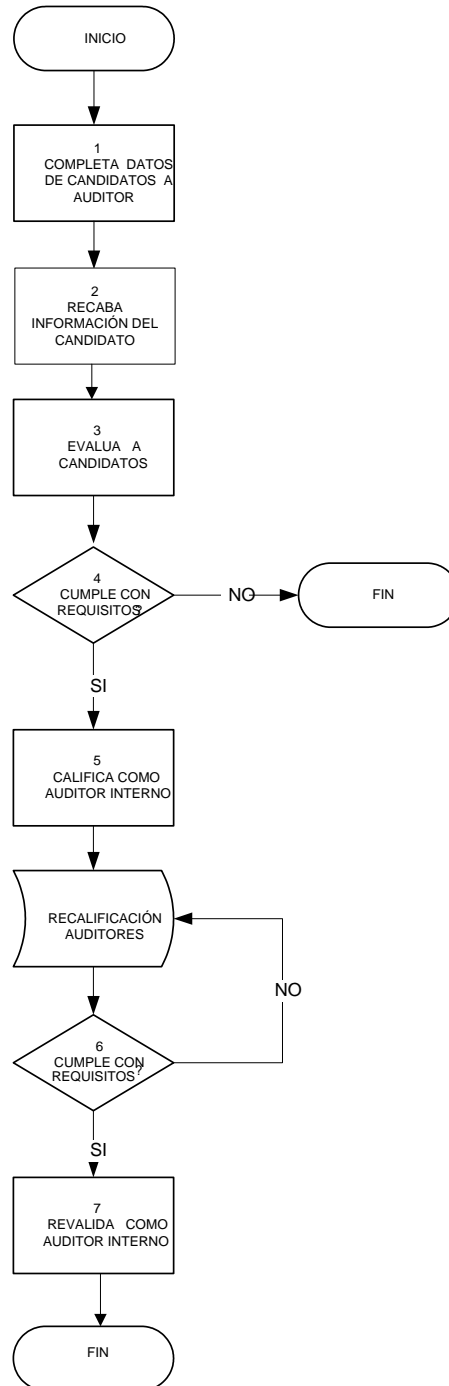 INICIO
1
COMPLETA DATOS
DE CANDIDATOS A
AUDITOR
2
RECABA
INFORMACIÓN DEL
CANDIDATO
3
EVALUA A
CANDIDATOS
4
CUMPLE CON
REQUISITOS?
NO
FIN
SI
5
CALIFICA COMO
AUDITOR INTERNO
RECALIFICACIÓN
AUDITORES
NO
6
CUMPLE CON
REQUISITOS?
SI
7
REVALIDA COMO
AUDITOR INTERNO
FIN